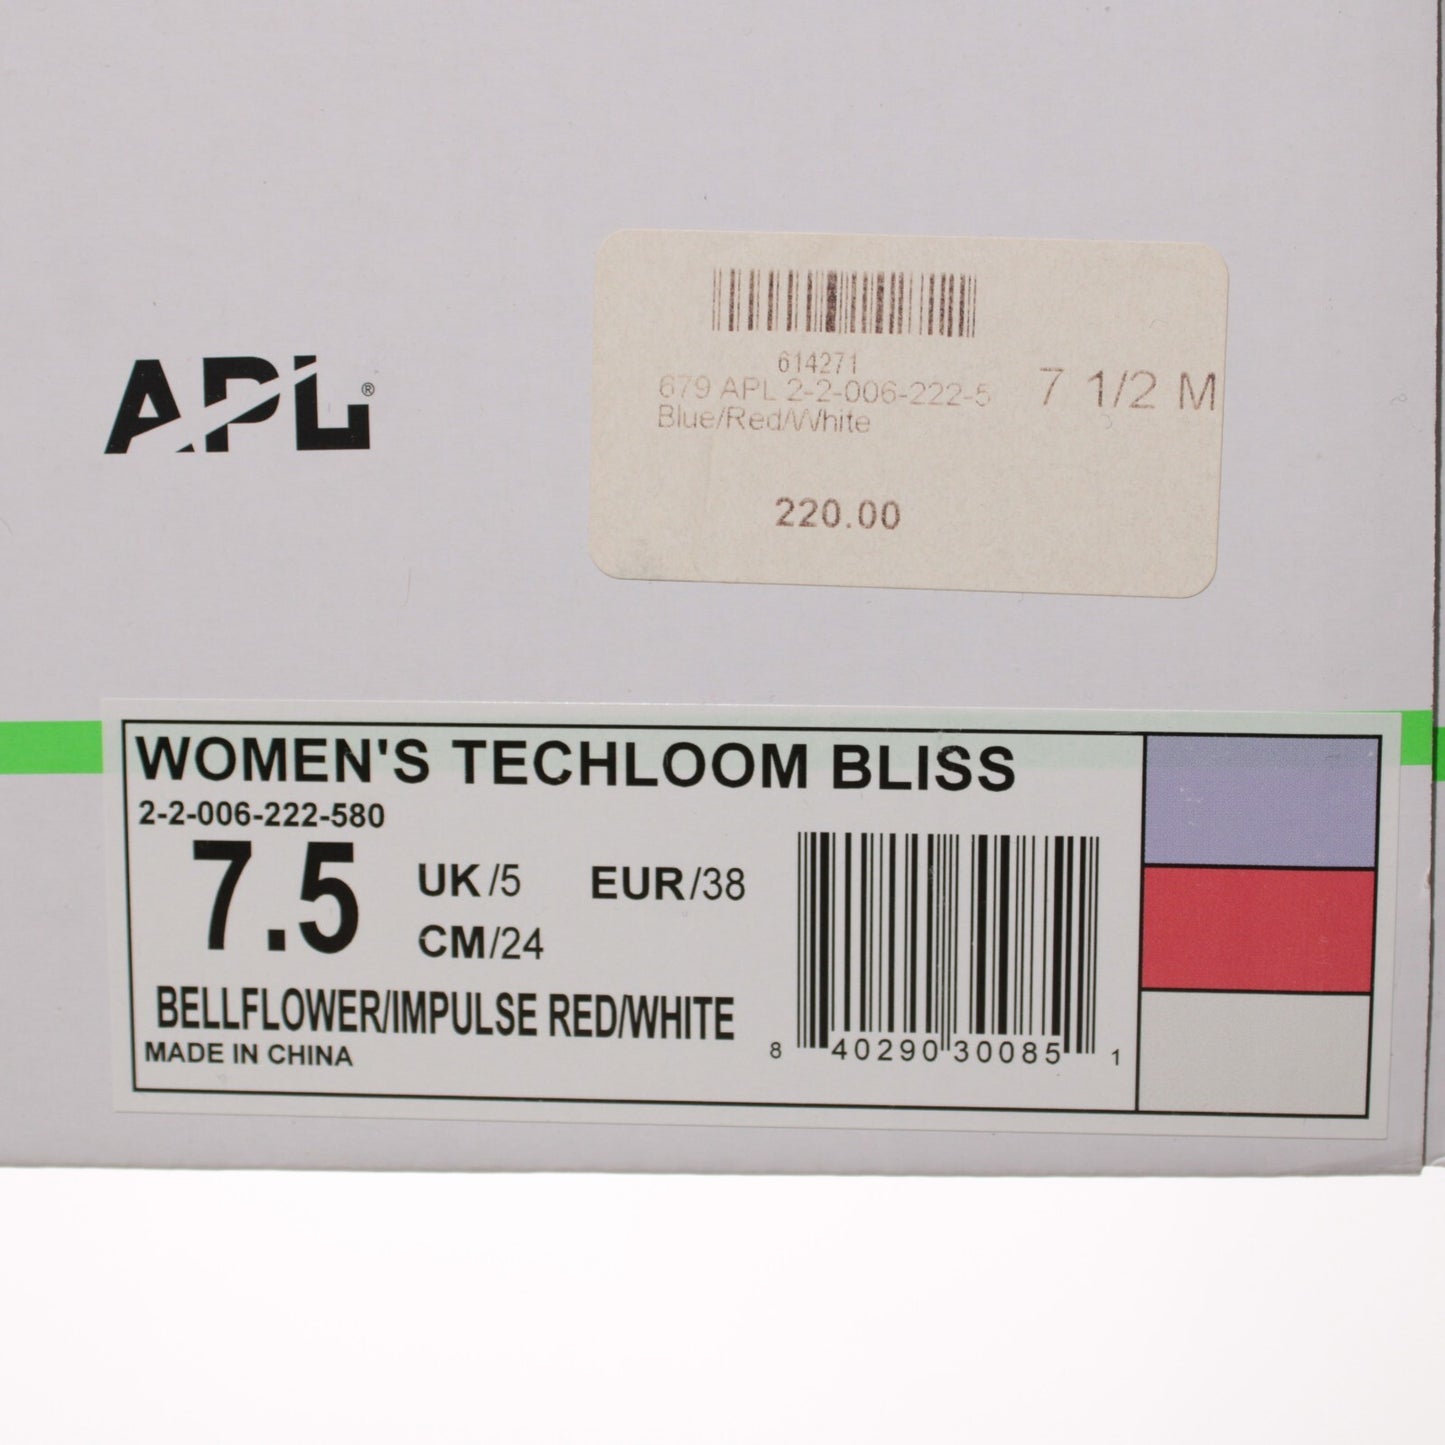 APL®
614271
679 APL 2-2-006-222-5
7 1/2 M
Blue/Red/White
220.00
WOMEN'S TECHLOOM BLISS
2-2-006-222-580
7.5
UK/5 EUR/38
CM/24
BELLFLOWER/IMPULSE RED/WHITE
MADE IN CHINA
8 40290 30085 1